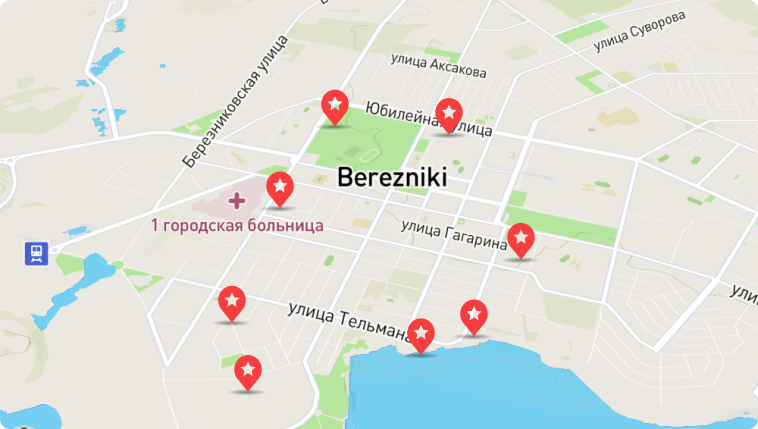 улица Суворова
улица Аксакова
Березниковская улица
Юбилейная улица
Berezniki
1 городская больница
улица Гагарина
улица Тельмана